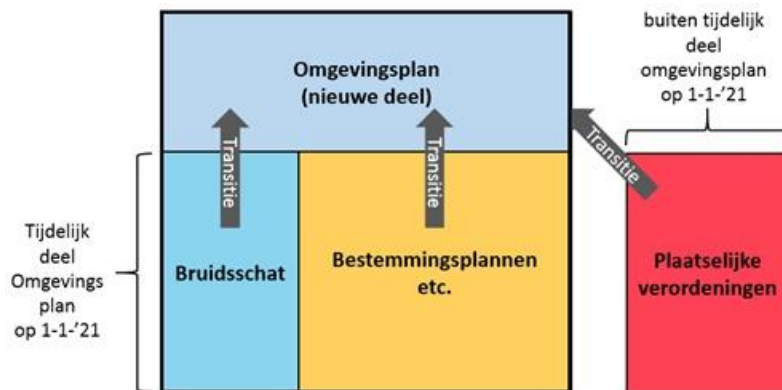 buiten tijdelijk
deel
omgevingsplan
op 1-1-’21
Omgevingsplan
(nieuwe deel)
Transitie
Transitie
Transitie
Tijdelijk
deel
Omgevings
plan
op 1-1-’21
Bruidsschat
Bestemmingsplannen
etc.
Plaatselijke
verordeningen